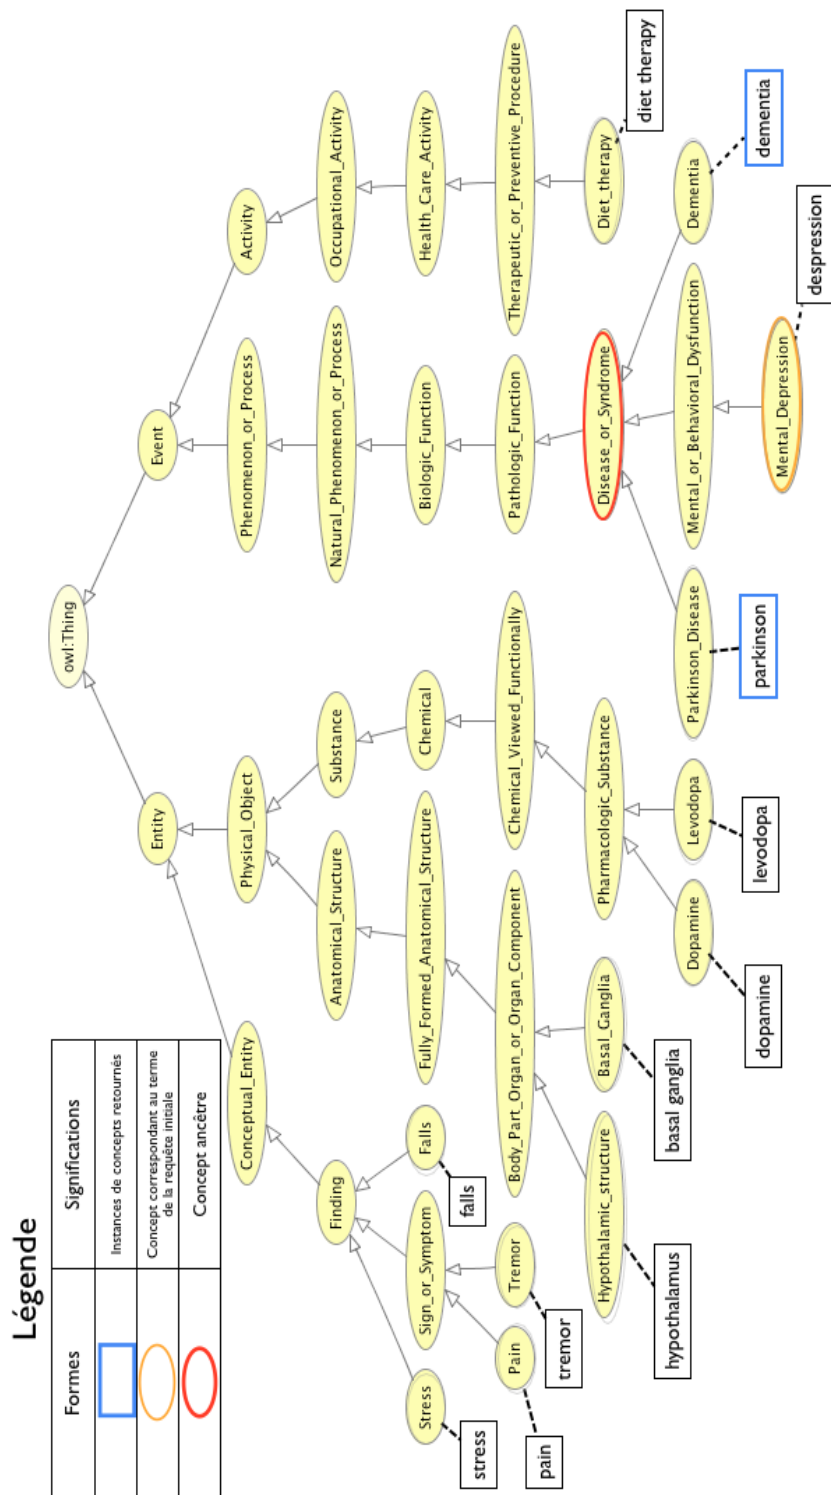 Légende
Formes
Significations
Instances de concepts retournés
Concept correspondant au terme
de la requête initiale
Concept ancêtre
owl:Thing
Entity
Event
Conceptual_Entity
Physical_Object
Phenomenon_or_Process
Activity
Finding
Anatomical_Structure
Substance
Natural_Phenomenon_or_Process
Occupational_Activity
Stress
Sign_or_Symptom
Falls
Fully_Formed_Anatomical_Structure
Chemical
Biologic_Function
Health_Care_Activity
stress
falls
Pain
Tremor
Body_Part_Organ_or_Organ_Component
Chemical_Viewed_Functionally
Pathologic_Function
Therapeutic_or_Preventive_Procedure
pain
tremor
Hypothalamic_structure
Basal_Ganglia
Pharmacologic_Substance
Disease_or_Syndrome
Diet_therapy
diet therapy
hypothalamus
basal ganglia
Dopamine
Levodopa
Parkinson_Disease
Mental_or_Behavioral_Dysfunction
Dementia
dopamine
levodopa
parkinson
Mental_Depression
dementia
despression